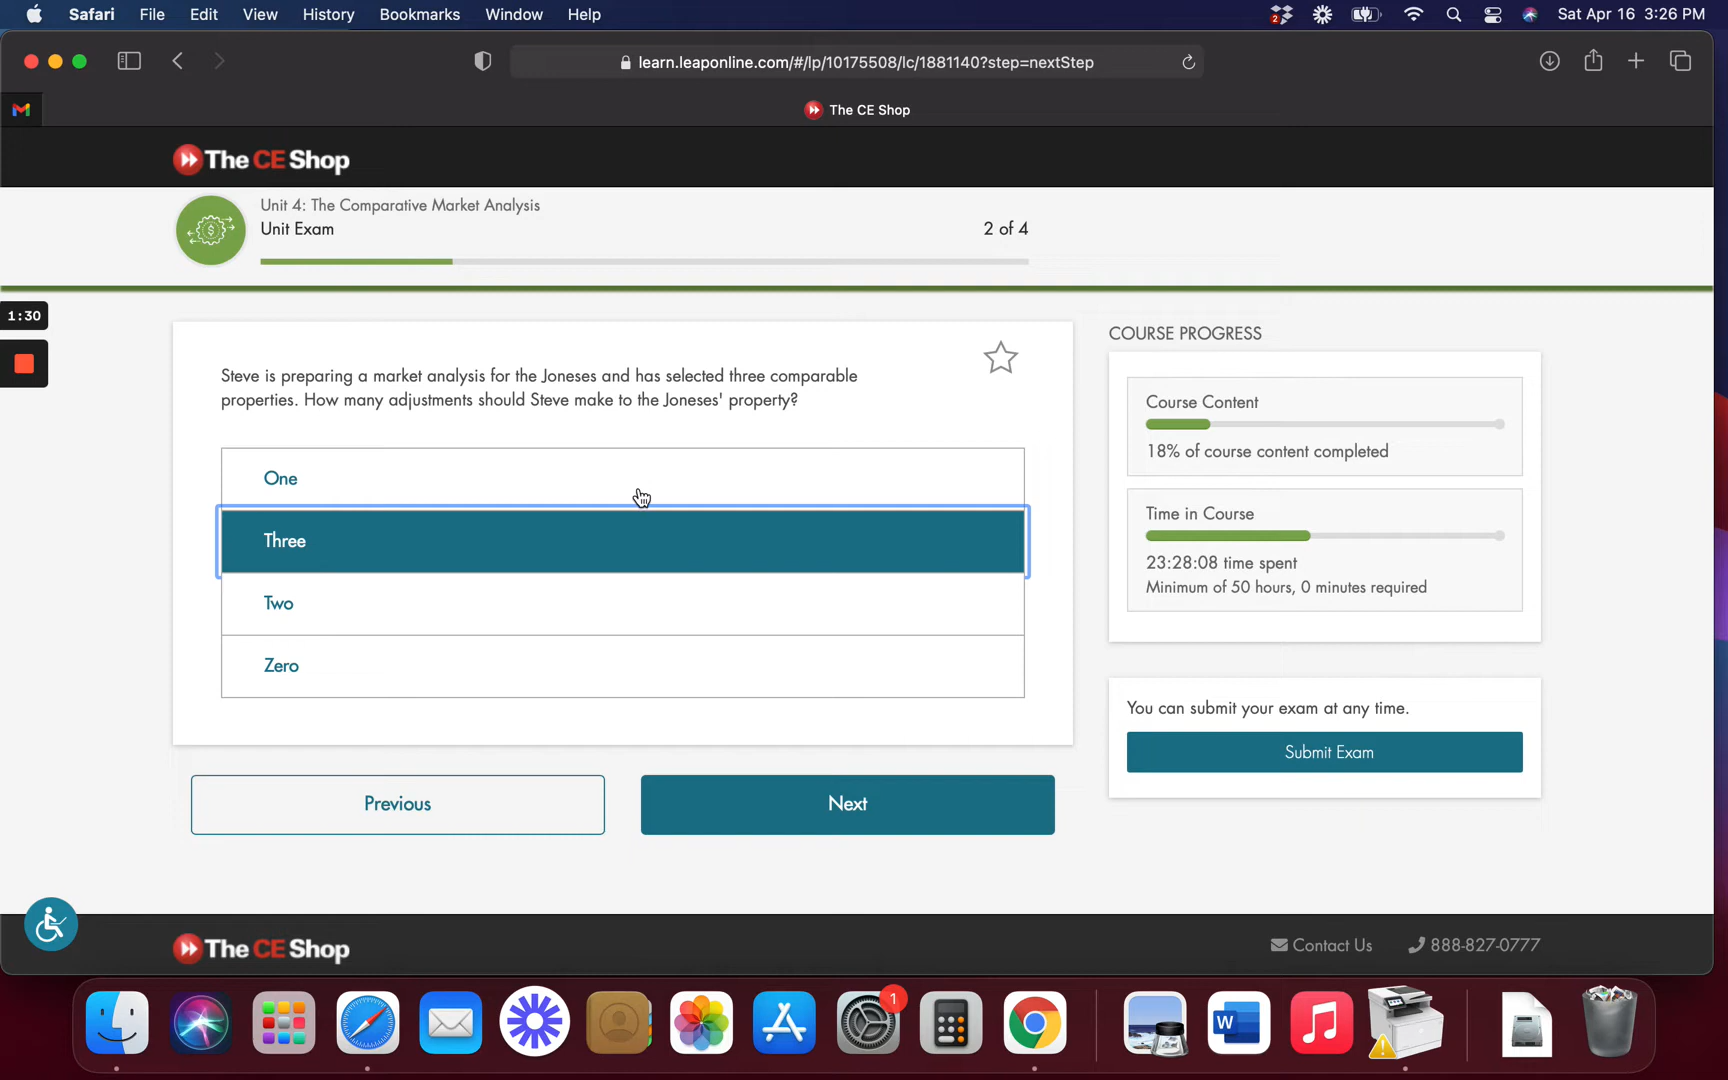 Safari File Edit View History Bookmarks Window Help
2
Sat Apr 16 3:26 PM
learn.leaponline.com/#/lp/10175508/lc/1881140?step=nextStep
The CE Shop
The CE Shop
Unit 4: The Comparative Market Analysis
Unit Exam
2 of 4
1:30
Steve is preparing a market analysis for the Joneses and has selected three comparable
properties. How many adjustments should Steve make to the Joneses' property?
One
Three
Two
Zero
Previous
Next
COURSE PROGRESS
Course Content
18% of course content completed
Time in Course
23:28:08 time spent
Minimum of 50 hours, 0 minutes required
You can submit your exam at any time.
Submit Exam
The CE Shop
Contact Us
888-827-0777
1
W